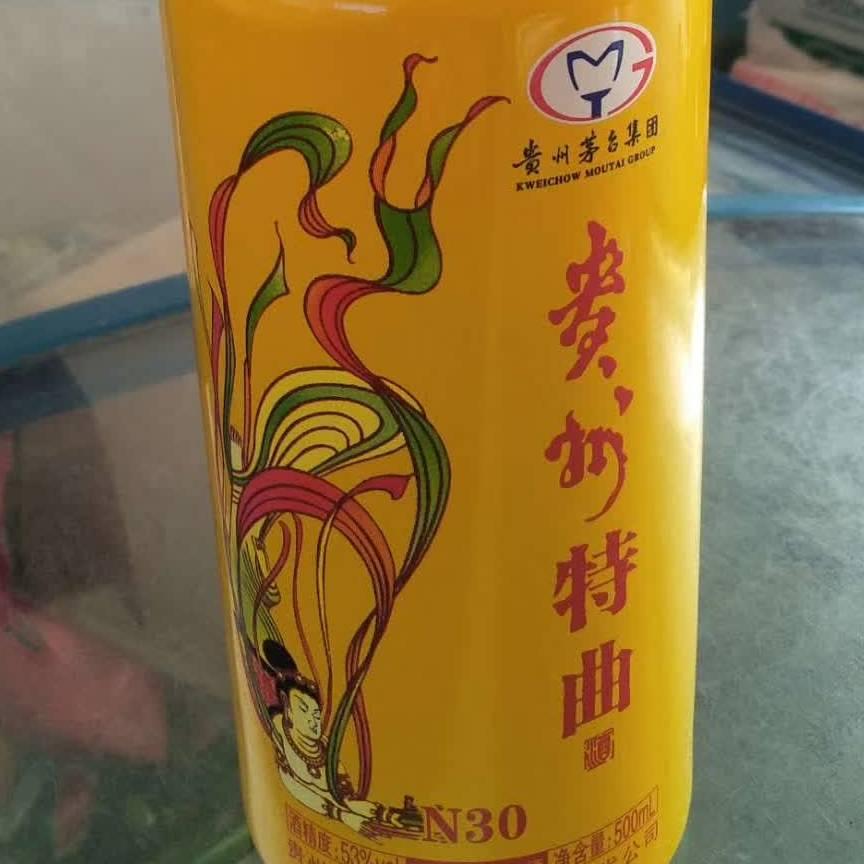 贵州茅台集团
KWEICHOW MOUTAI GROUP
贵州特曲
酒
N30
酒精度:53%vol
净含量:500mL